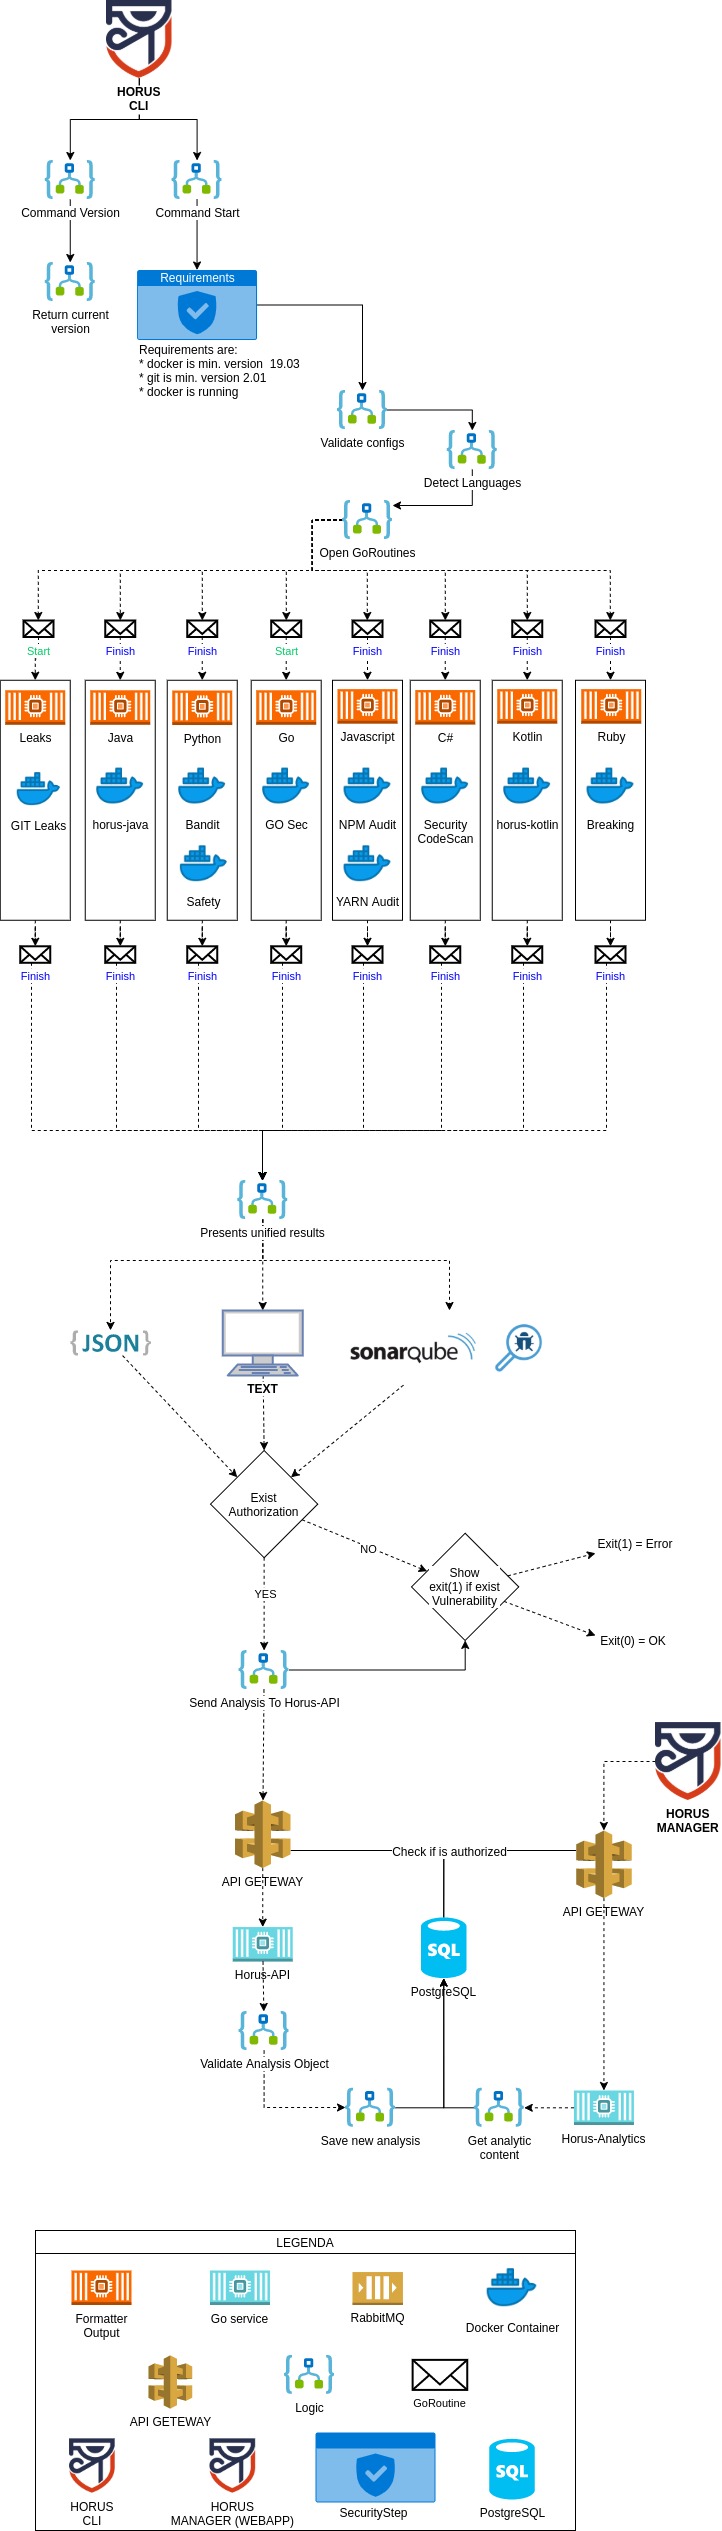 HORUS
CLI
Command Version
Command Start
Return current
version
Requirements
Requirements are:
* docker is min. version  19.03
* git is min. version 2.01
* docker is running
Validate configs
Detect Languages
Open GoRoutines
Start
Finish
Finish
Start
Finish
Finish
Finish
Finish
Leaks
Java
Python
Go
Javascript
C#
Kotlin
Ruby
GIT Leaks
horus-java
Bandit
GO Sec
NPM Audit
Security
CodeScan
horus-kotlin
Breaking
Safety
YARN Audit
Finish
Finish
Finish
Finish
Finish
Finish
Finish
Finish
Presents unified results
{JSON}
TEXT
sonarqube
Exist
Authorization
NO
Show
exit(1) if exist
Vulnerability
Exit(1) = Error
Exit(0) = OK
YES
Send Analysis To Horus-API
HORUS
MANAGER
Check if is authorized
API GETEWAY
API GETEWAY
SQL
PostgreSQL
Horus-API
Validate Analysis Object
Save new analysis
Get analytic
content
Horus-Analytics
LEGENDA
Formatter
Output
Go service
RabbitMQ
Docker Container
API GETEWAY
Logic
GoRoutine
HORUS
CLI
HORUS
MANAGER (WEBAPP)
SecurityStep
SQL
PostgreSQL